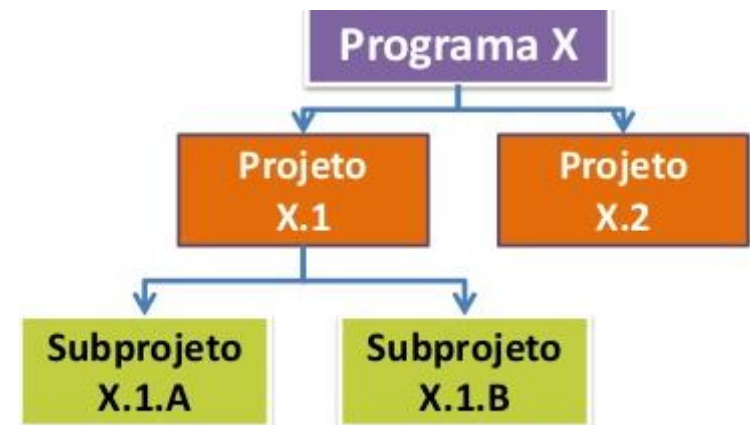 Programa X
Projeto
X.1
Projeto
X.2
Subprojeto
X.1.A
Subprojeto
X.1.B